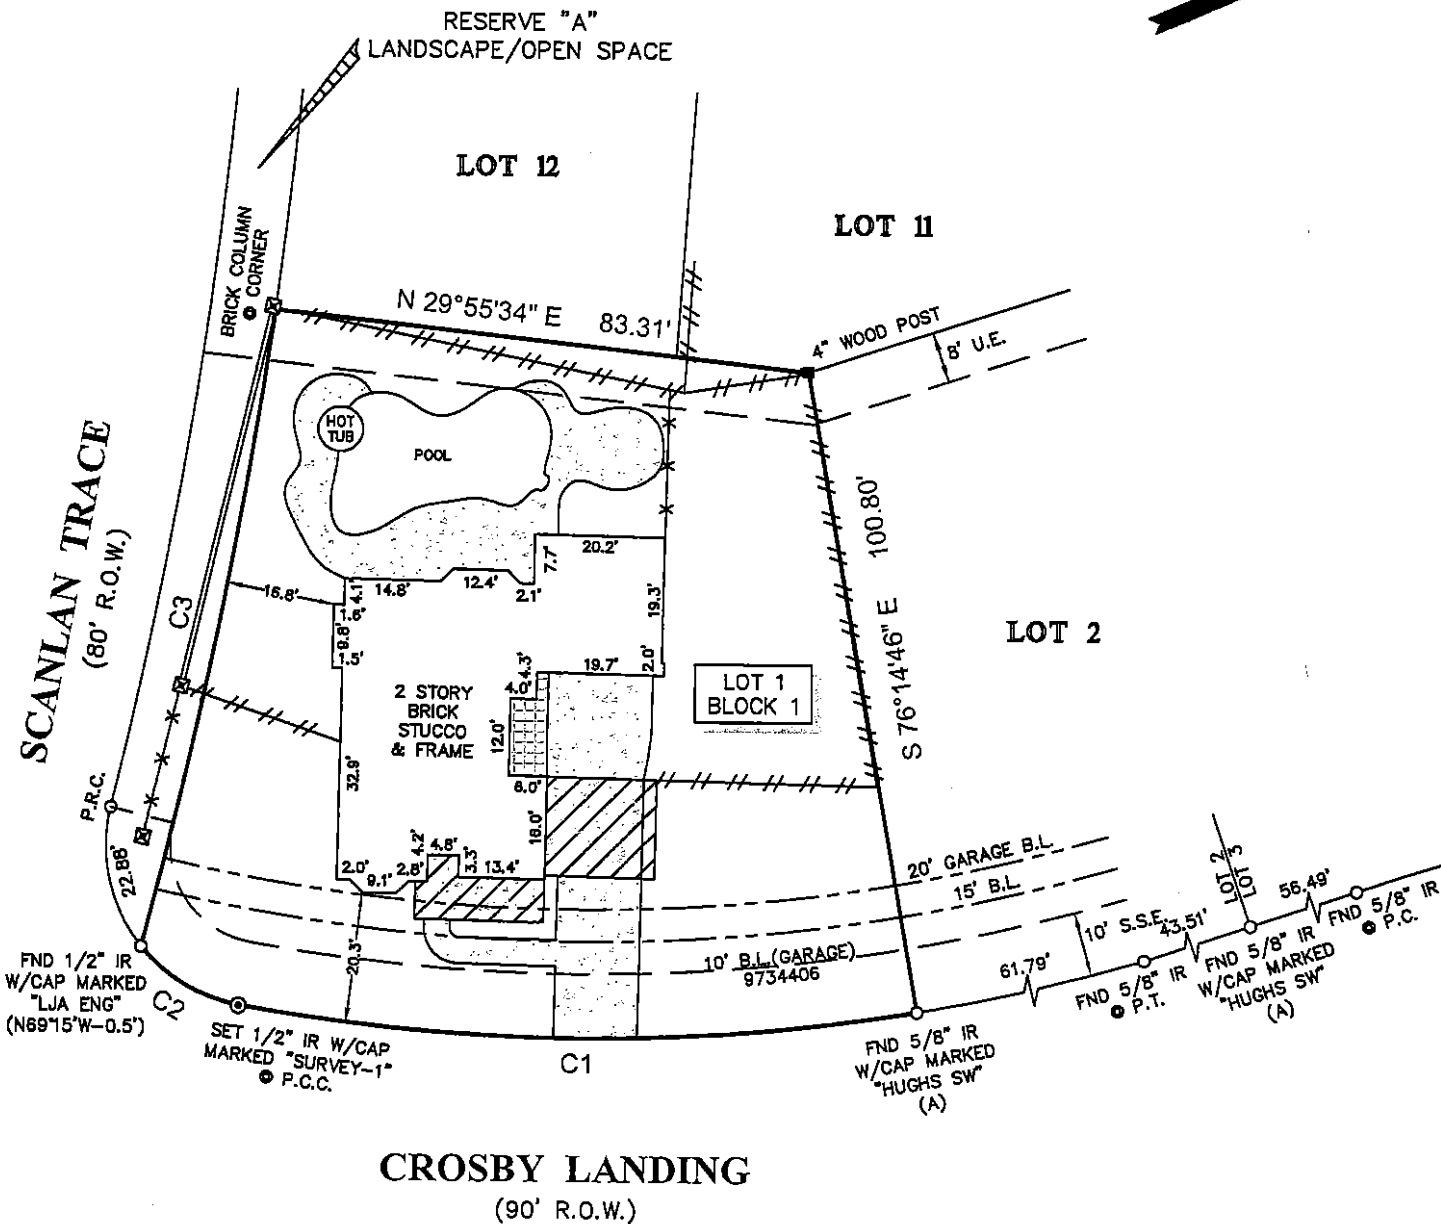 RESERVE "A"
LANDSCAPE/OPEN SPACE
LOT 12
LOT 11
BRICK COLUMN
@ CORNER
N 29°55'34" E 83.31'
4" WOOD POST
8' U.E.
HOT
TUB
POOL
SCANLAN TRACE
(80' R.O.W.)
C3
S 76°14'46" E 100.80'
20.2'
7.7'
14.8'
12.4'
2.1'
4.1'
16.8'
1.6'
9.8'
1.5'
19.3'
LOT 2
19.7'
2.0'
4.3'
4.0'
LOT 1
BLOCK 1
2 STORY
BRICK
STUCCO
& FRAME
12.0'
6.0'
32.9'
18.0'
P.R.C.
22.88'
4.2'
4.8'
3.3'
13.4'
2.0'
9.1'
2.8'
20' GARAGE B.L.
15' B.L.
LOT 2
LOT 3
56.49'
FND 5/8" IR
@ P.C.
10' S.S.E.
43.51'
20.3'
10' B.L.(GARAGE)
9734406
61.79'
FND 5/8" IR
@ P.T.
FND 5/8" IR
W/CAP MARKED
"HUGHS SW"
(A)
FND 1/2" IR
W/CAP MARKED
"LJA ENG"
(N69°15'W-0.5')
C2
SET 1/2" IR W/CAP
MARKED "SURVEY-1"
@ P.C.C.
C1
FND 5/8" IR
W/CAP MARKED
"HUGHS SW"
(A)
CROSBY LANDING
(90' R.O.W.)